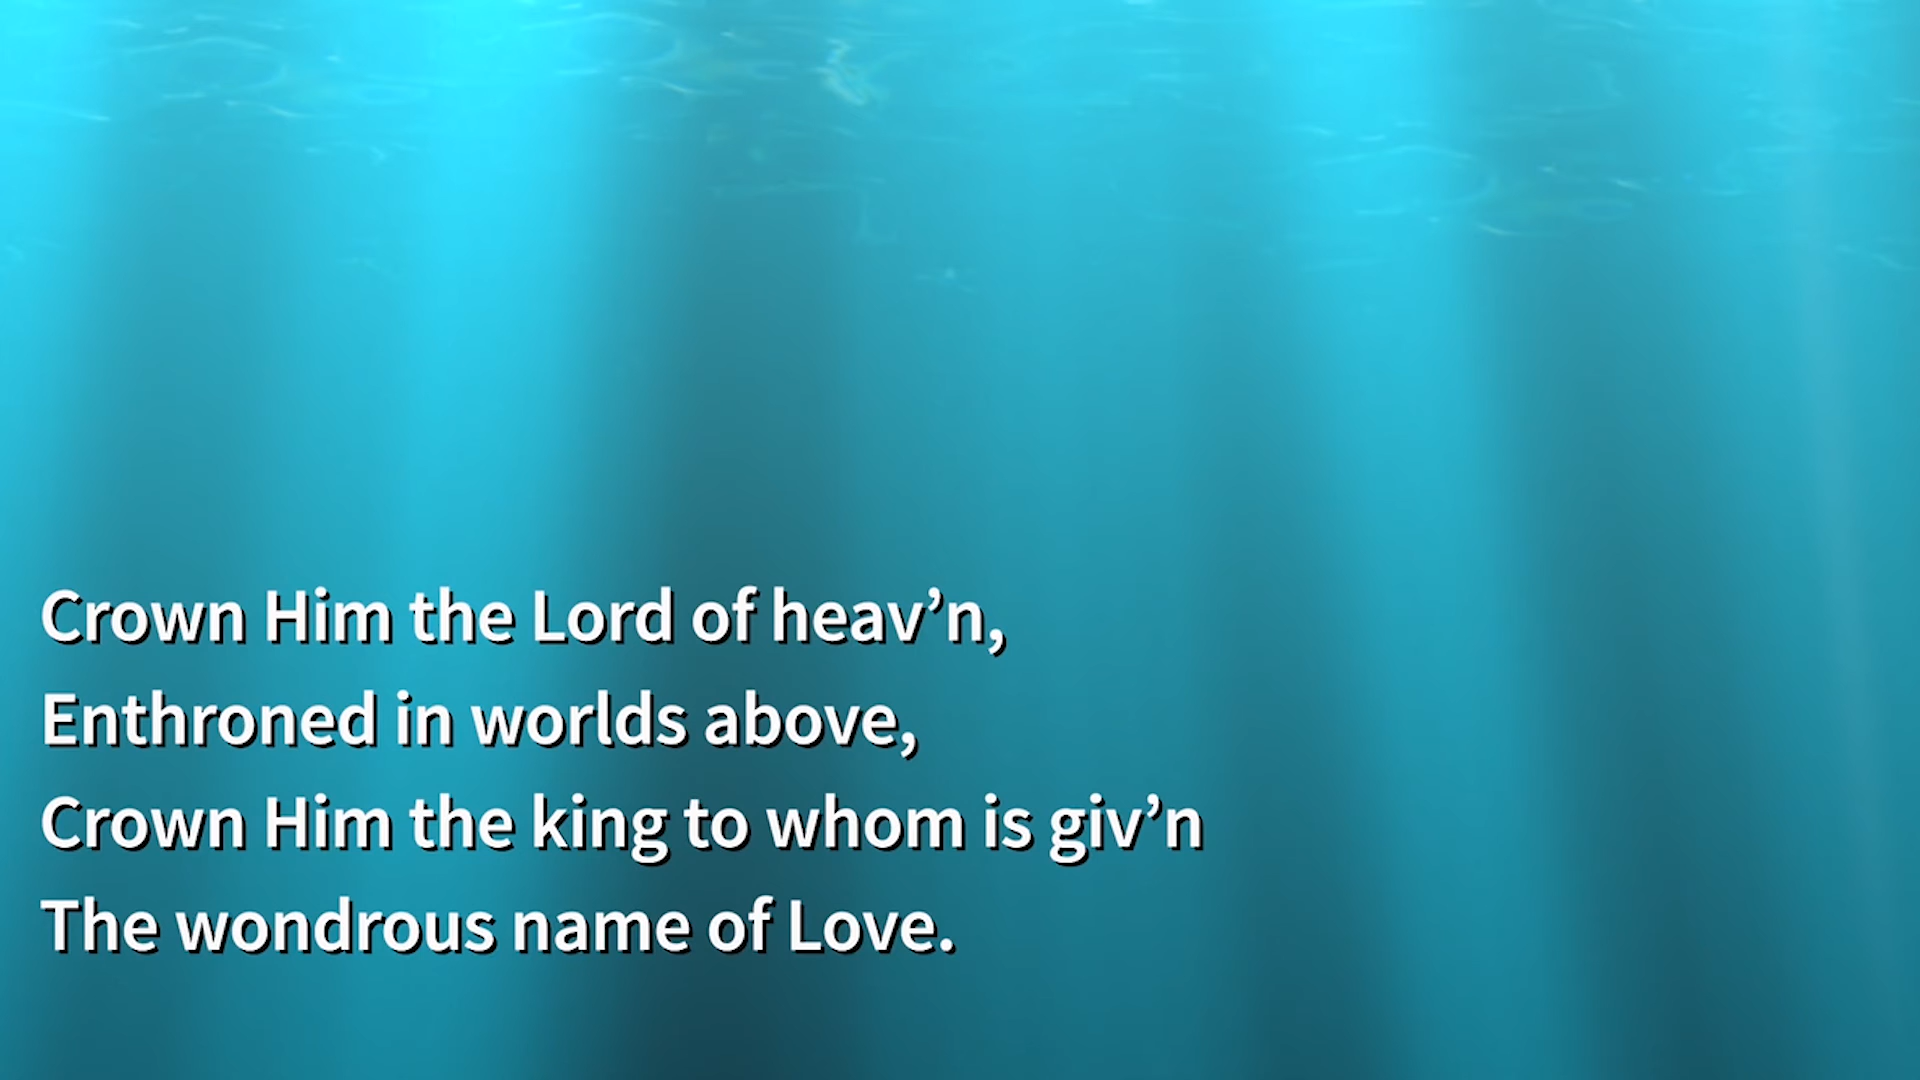 Crown Him the Lord of heav’n,
Enthroned in worlds above,
Crown Him the king to whom is giv’n
The wondrous name of Love.